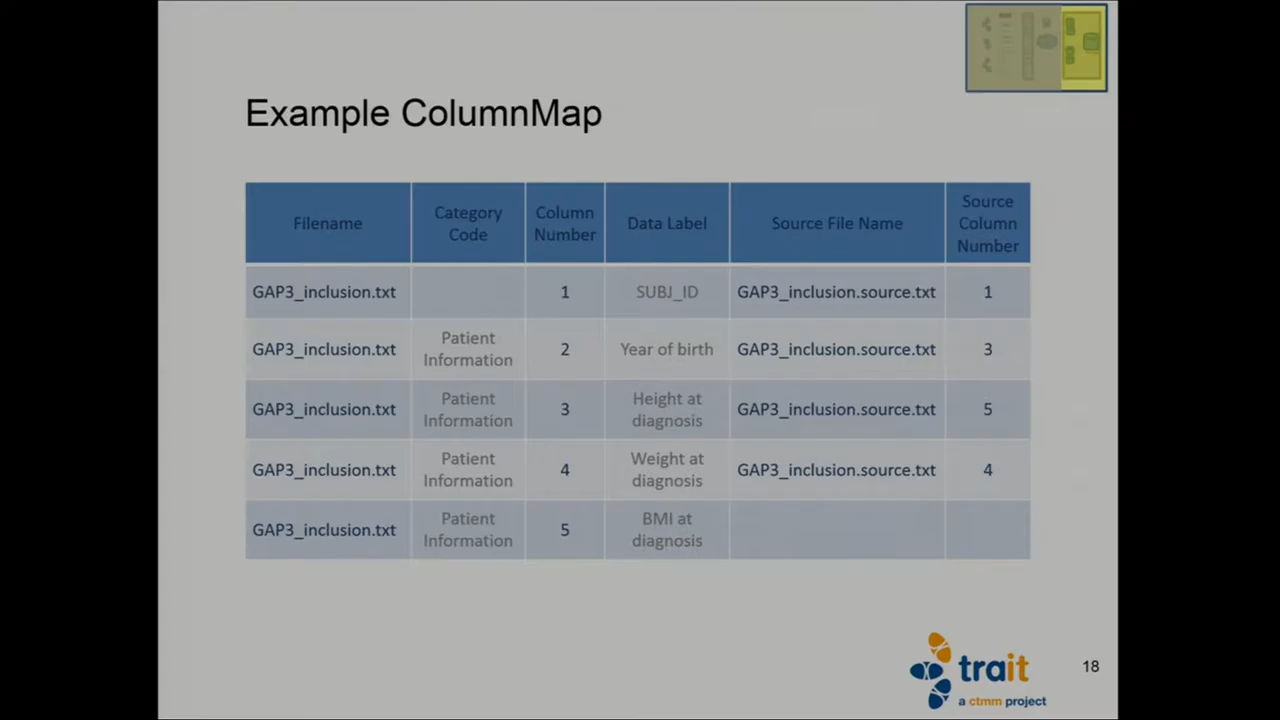 Example ColumnMap
Filename
Category
Code
Column
Number
Data Label
Source File Name
Source
Column
Number
GAP3_inclusion.txt
1
SUBJ_ID
GAP3_inclusion.source.txt
1
GAP3_inclusion.txt
Patient
Information
2
Year of birth
GAP3_inclusion.source.txt
3
GAP3_inclusion.txt
Patient
Information
3
Height at
diagnosis
GAP3_inclusion.source.txt
5
GAP3_inclusion.txt
Patient
Information
4
Weight at
diagnosis
GAP3_inclusion.source.txt
4
GAP3_inclusion.txt
Patient
Information
5
BMI at
diagnosis
trait
a ctmm project
18